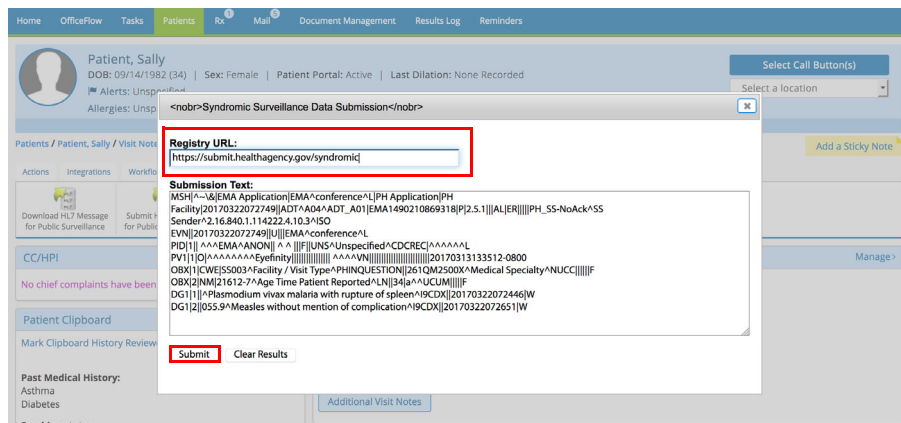 Home OfficeFlow Tasks Patients Rx 1 Mail 5 Document Management Results Log Reminders
Patient, Sally
DOB: 09/14/1982 (34) | Sex: Female | Patient Portal: Active | Last Dilation: None Recorded
Alerts: Unspecified
Allergies: Unsp
Select Call Button(s)
Select a location
Patients / Patient, Sally / Visit Note
Add a Sticky Note
Actions Integrations Workflo
Download HL7 Message
for Public Surveillance
Submit H
for Public
CC/HPI
Manage ›
No chief complaints have been
Patient Clipboard
Mark Clipboard History Review
Past Medical History:
Asthma
Diabetes
<nobr>Syndromic Surveillance Data Submission</nobr>
Registry URL:
https://submit.healthagency.gov/syndromic
Submission Text:
MSH|^~\&|EMA Application|EMA^conference^L|PH Application|PH
Facility|20170322072749||ADT^A04^ADT_A01|EMA1490210869318|P|2.5.1|||AL|ER|||||PH_SS-NoAck^SS
Sender^2.16.840.1.114222.4.10.3^ISO
EVN||20170322072749||U|||EMA^conference^L
PID|1|| ^^^EMA^ANON|| ^ ^ |||F||UNS^Unspecified^CDCREC|^^^^^^L
PV1|1|O|^^^^^^^^Eyefinity|||||||||||||||| ^^^^VN|||||||||||||||||||||||||20170313133512-0800
OBX|1|CWE|SS003^Facility / Visit Type^PHINQUESTION||261QM2500X^Medical Specialty^NUCC||||||F
OBX|2|NM|21612-7^Age Time Patient Reported^LN||34|a^^UCUM|||||F
DG1|1||^Plasmodium vivax malaria with rupture of spleen^I9CDX||20170322072446|W
DG1|2||055.9^Measles without mention of complication^I9CDX||20170322072651|W
Submit Clear Results
Additional Visit Notes